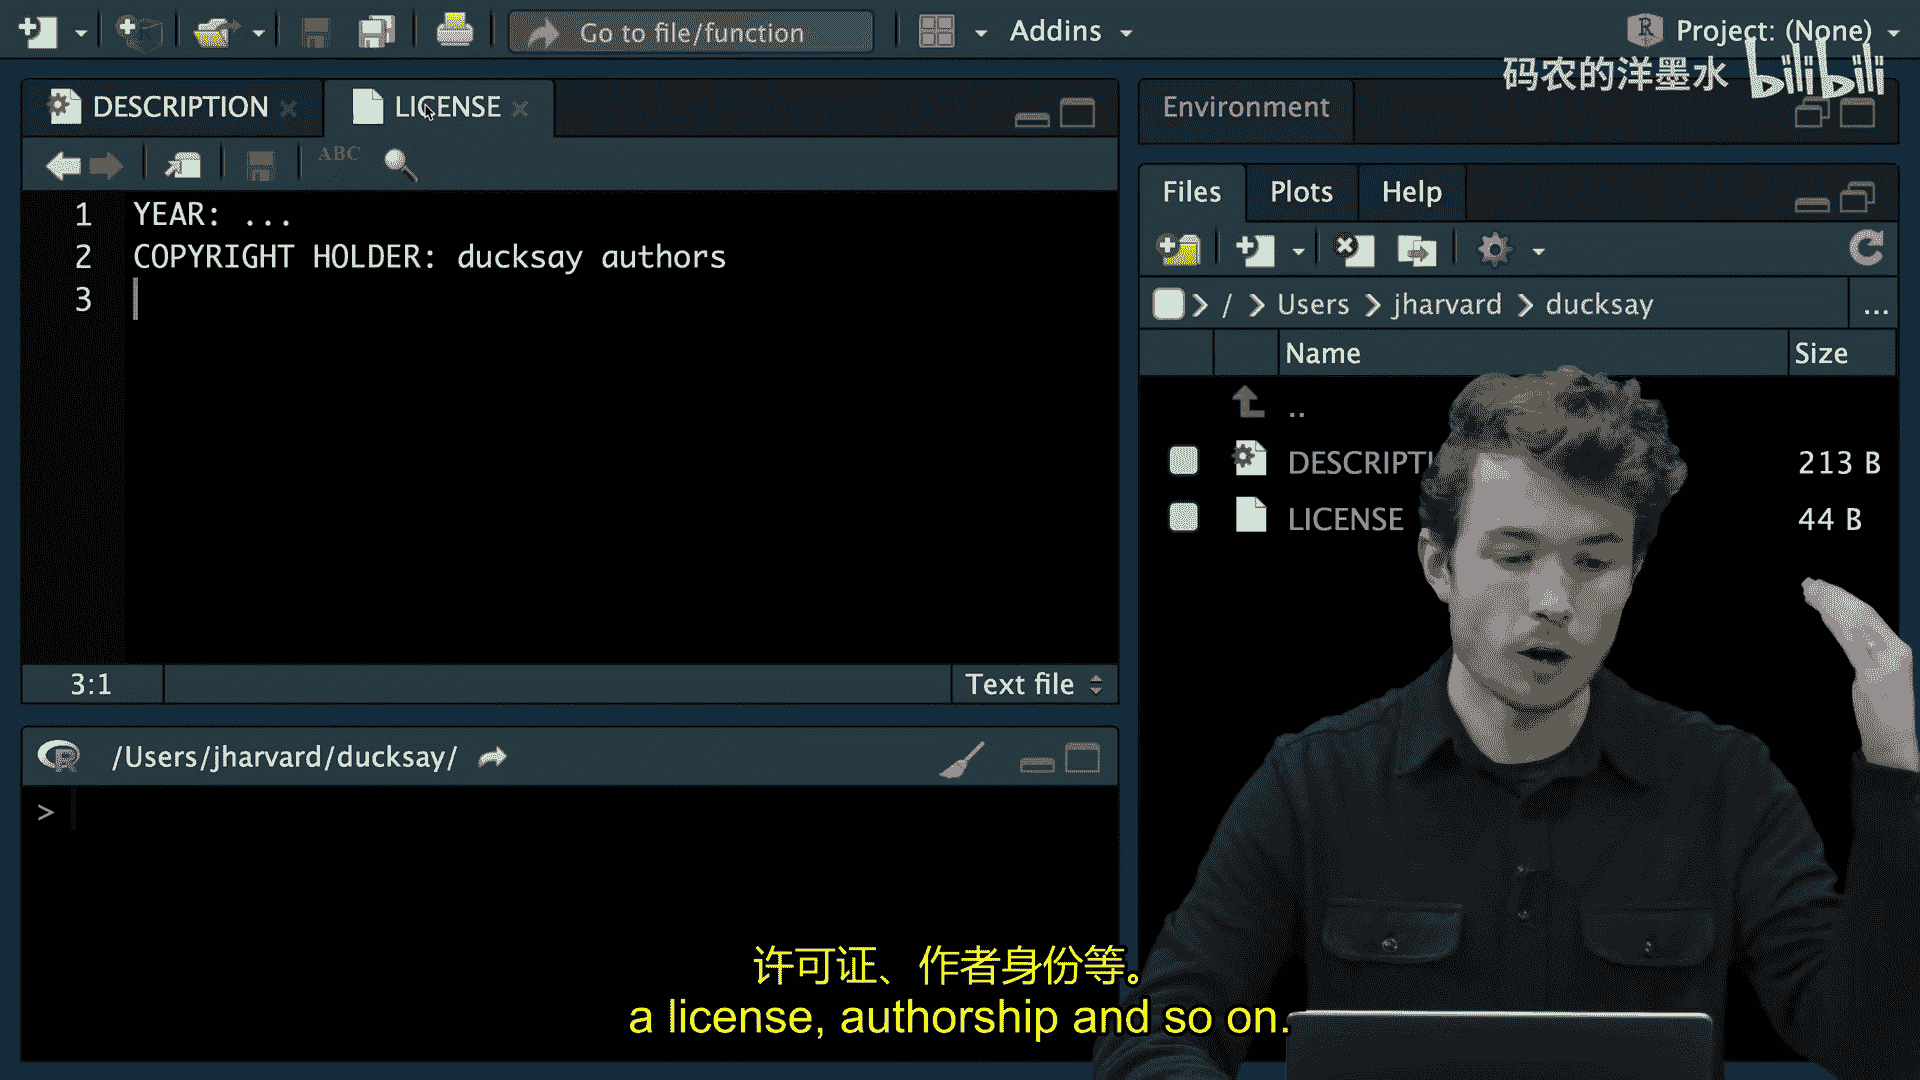 Go to file/function
Addins
Project: (None)
码农的洋墨水 bilibili
DESCRIPTION
LICENSE
ABC
1 YEAR: ...
2 COPYRIGHT HOLDER: ducksay authors
3
3:1
Text file
/Users/jharvard/ducksay/
>
Environment
Files
Plots
Help
/ Users jharvard ducksay ...
Name
Size
..
DESCRIPTI
213 B
LICENSE
44 B
许可证、作者身份等。
a license, authorship and so on.